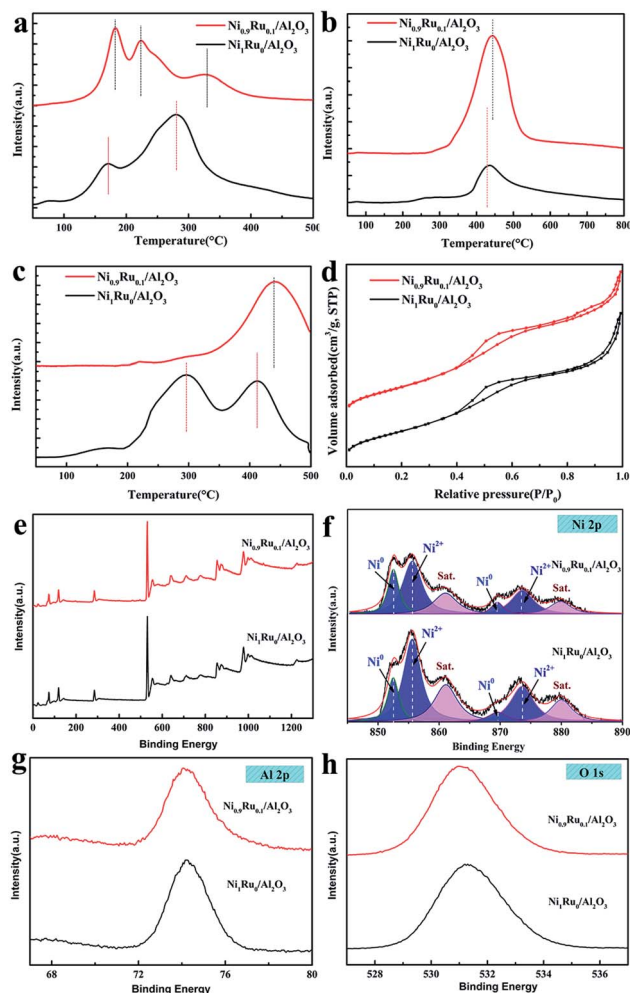 a
Ni0.9Ru0.1/Al2O3
Ni1Ru0/Al2O3
Intensity(a.u.)
100 200 300 400 500
Temperature(°C)
b
Ni0.9Ru0.1/Al2O3
Ni1Ru0/Al2O3
Intensity(a.u.)
100 200 300 400 500 600 700 800
Temperature(°C)
c
Ni0.9Ru0.1/Al2O3
Ni1Ru0/Al2O3
Intensity(a.u.)
100 200 300 400 500
Temperature(°C)
d
Ni0.9Ru0.1/Al2O3
Ni1Ru0/Al2O3
Volume adsorbed(cm3/g, STP)
0.0 0.2 0.4 0.6 0.8 1.0
Relative pressure(P/P0)
e
Ni0.9Ru0.1/Al2O3
Ni1Ru0/Al2O3
Intensity(a.u.)
0 200 400 600 800 1000 1200
Binding Energy
f
Ni 2p
Ni0
Ni2+
Sat.
Ni0
Ni2+
Ni0.9Ru0.1/Al2O3
Sat.
Ni0
Ni2+
Sat.
Ni0
Ni1Ru0/Al2O3
Ni2+
Sat.
Intensity(a.u.)
850 860 870 880 890
Binding Energy
g
Al 2p
Ni0.9Ru0.1/Al2O3
Ni1Ru0/Al2O3
Intensity(a.u.)
68 72 76 80
Binding Energy
h
O 1s
Ni0.9Ru0.1/Al2O3
Ni1Ru0/Al2O3
Intensity(a.u.)
528 530 532 534 536
Binding Energy